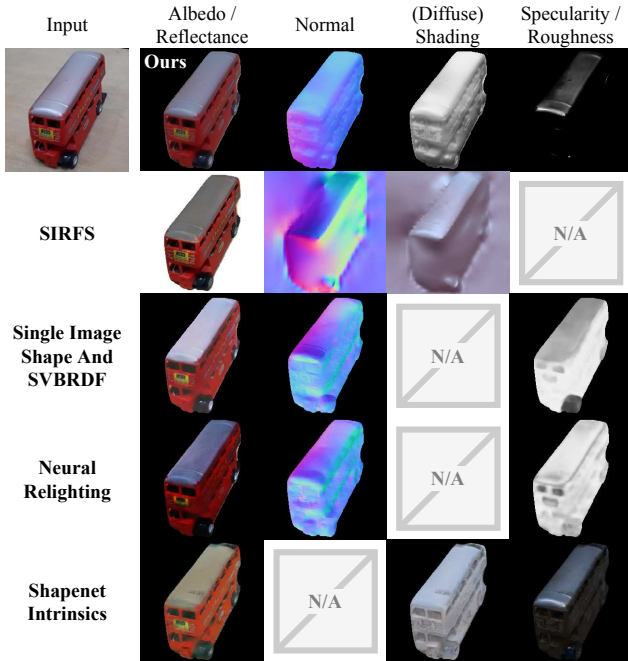 Input
Albedo /
Reflectance
Normal
(Diffuse)
Shading
Specularity /
Roughness
Ours
SIRFS
N/A
Single Image
Shape And
SVBRDF
N/A
Neural
Relighting
N/A
Shapenet
Intrinsics
N/A